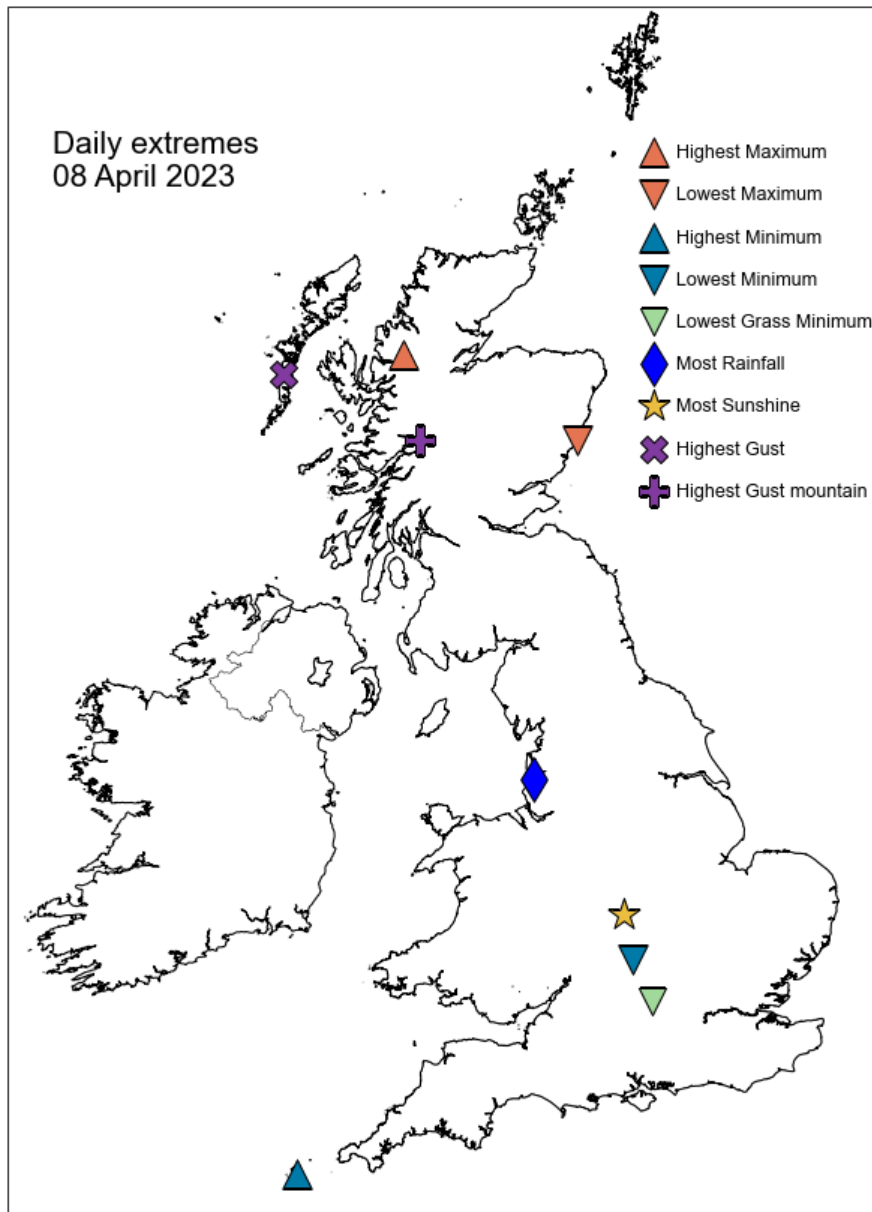 Daily extremes
08 April 2023
Highest Maximum
Lowest Maximum
Highest Minimum
Lowest Minimum
Lowest Grass Minimum
Most Rainfall
Most Sunshine
Highest Gust
Highest Gust mountain